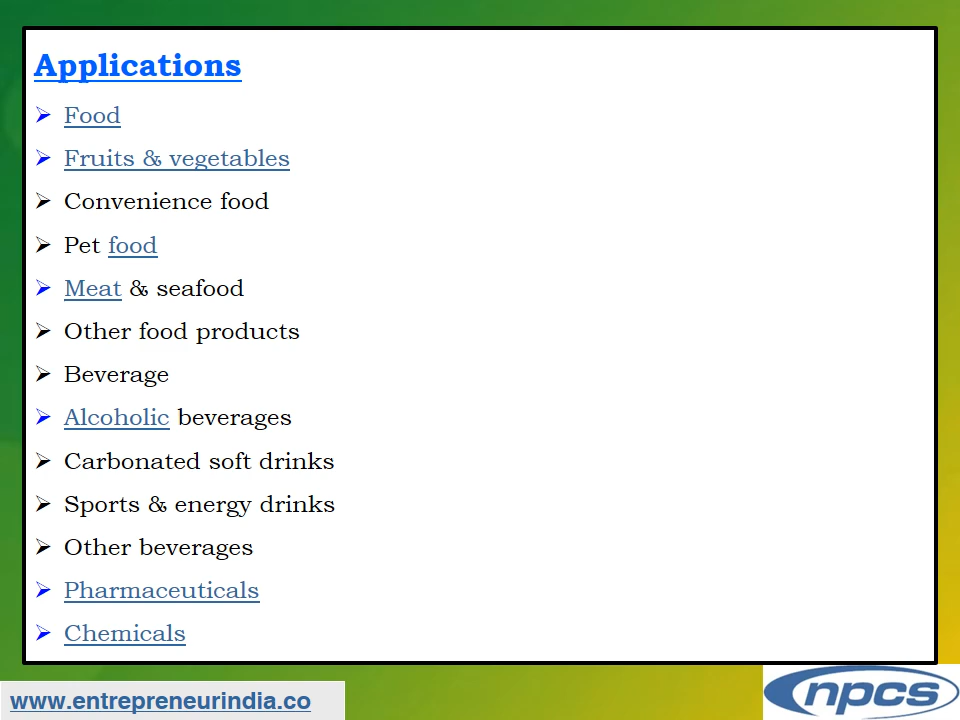 Applications
Food
Fruits & vegetables
Convenience food
Pet food
Meat & seafood
Other food products
Beverage
Alcoholic beverages
Carbonated soft drinks
Sports & energy drinks
Other beverages
Pharmaceuticals
Chemicals
www.entrepreneurindia.co
npcs